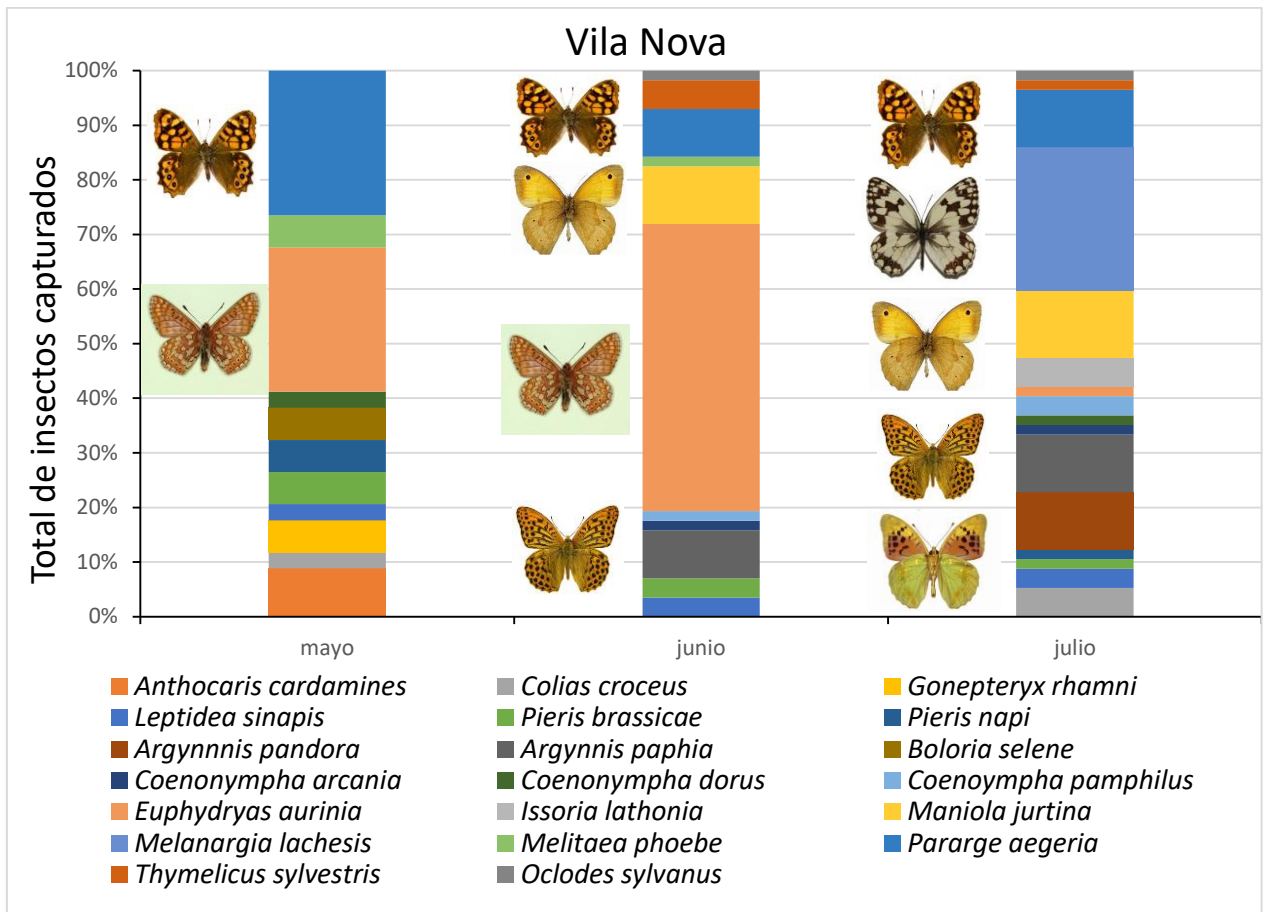 Vila Nova
Total de insectos capturados
100%
90%
80%
70%
60%
50%
40%
30%
20%
10%
0%
mayo junio julio
Anthocaris cardamines Colias croceus Gonepteryx rhamni
Leptidea sinapis Pieris brassicae Pieris napi
Argynnnis pandora Argynnis paphia Boloria selene
Coenonympha arcania Coenonympha dorus Coenoympha pamphilus
Euphydryas aurinia Issoria lathonia Maniola jurtina
Melanargia lachesis Melitaea phoebe Pararge aegeria
Thymelicus sylvestris Oclodes sylvanus